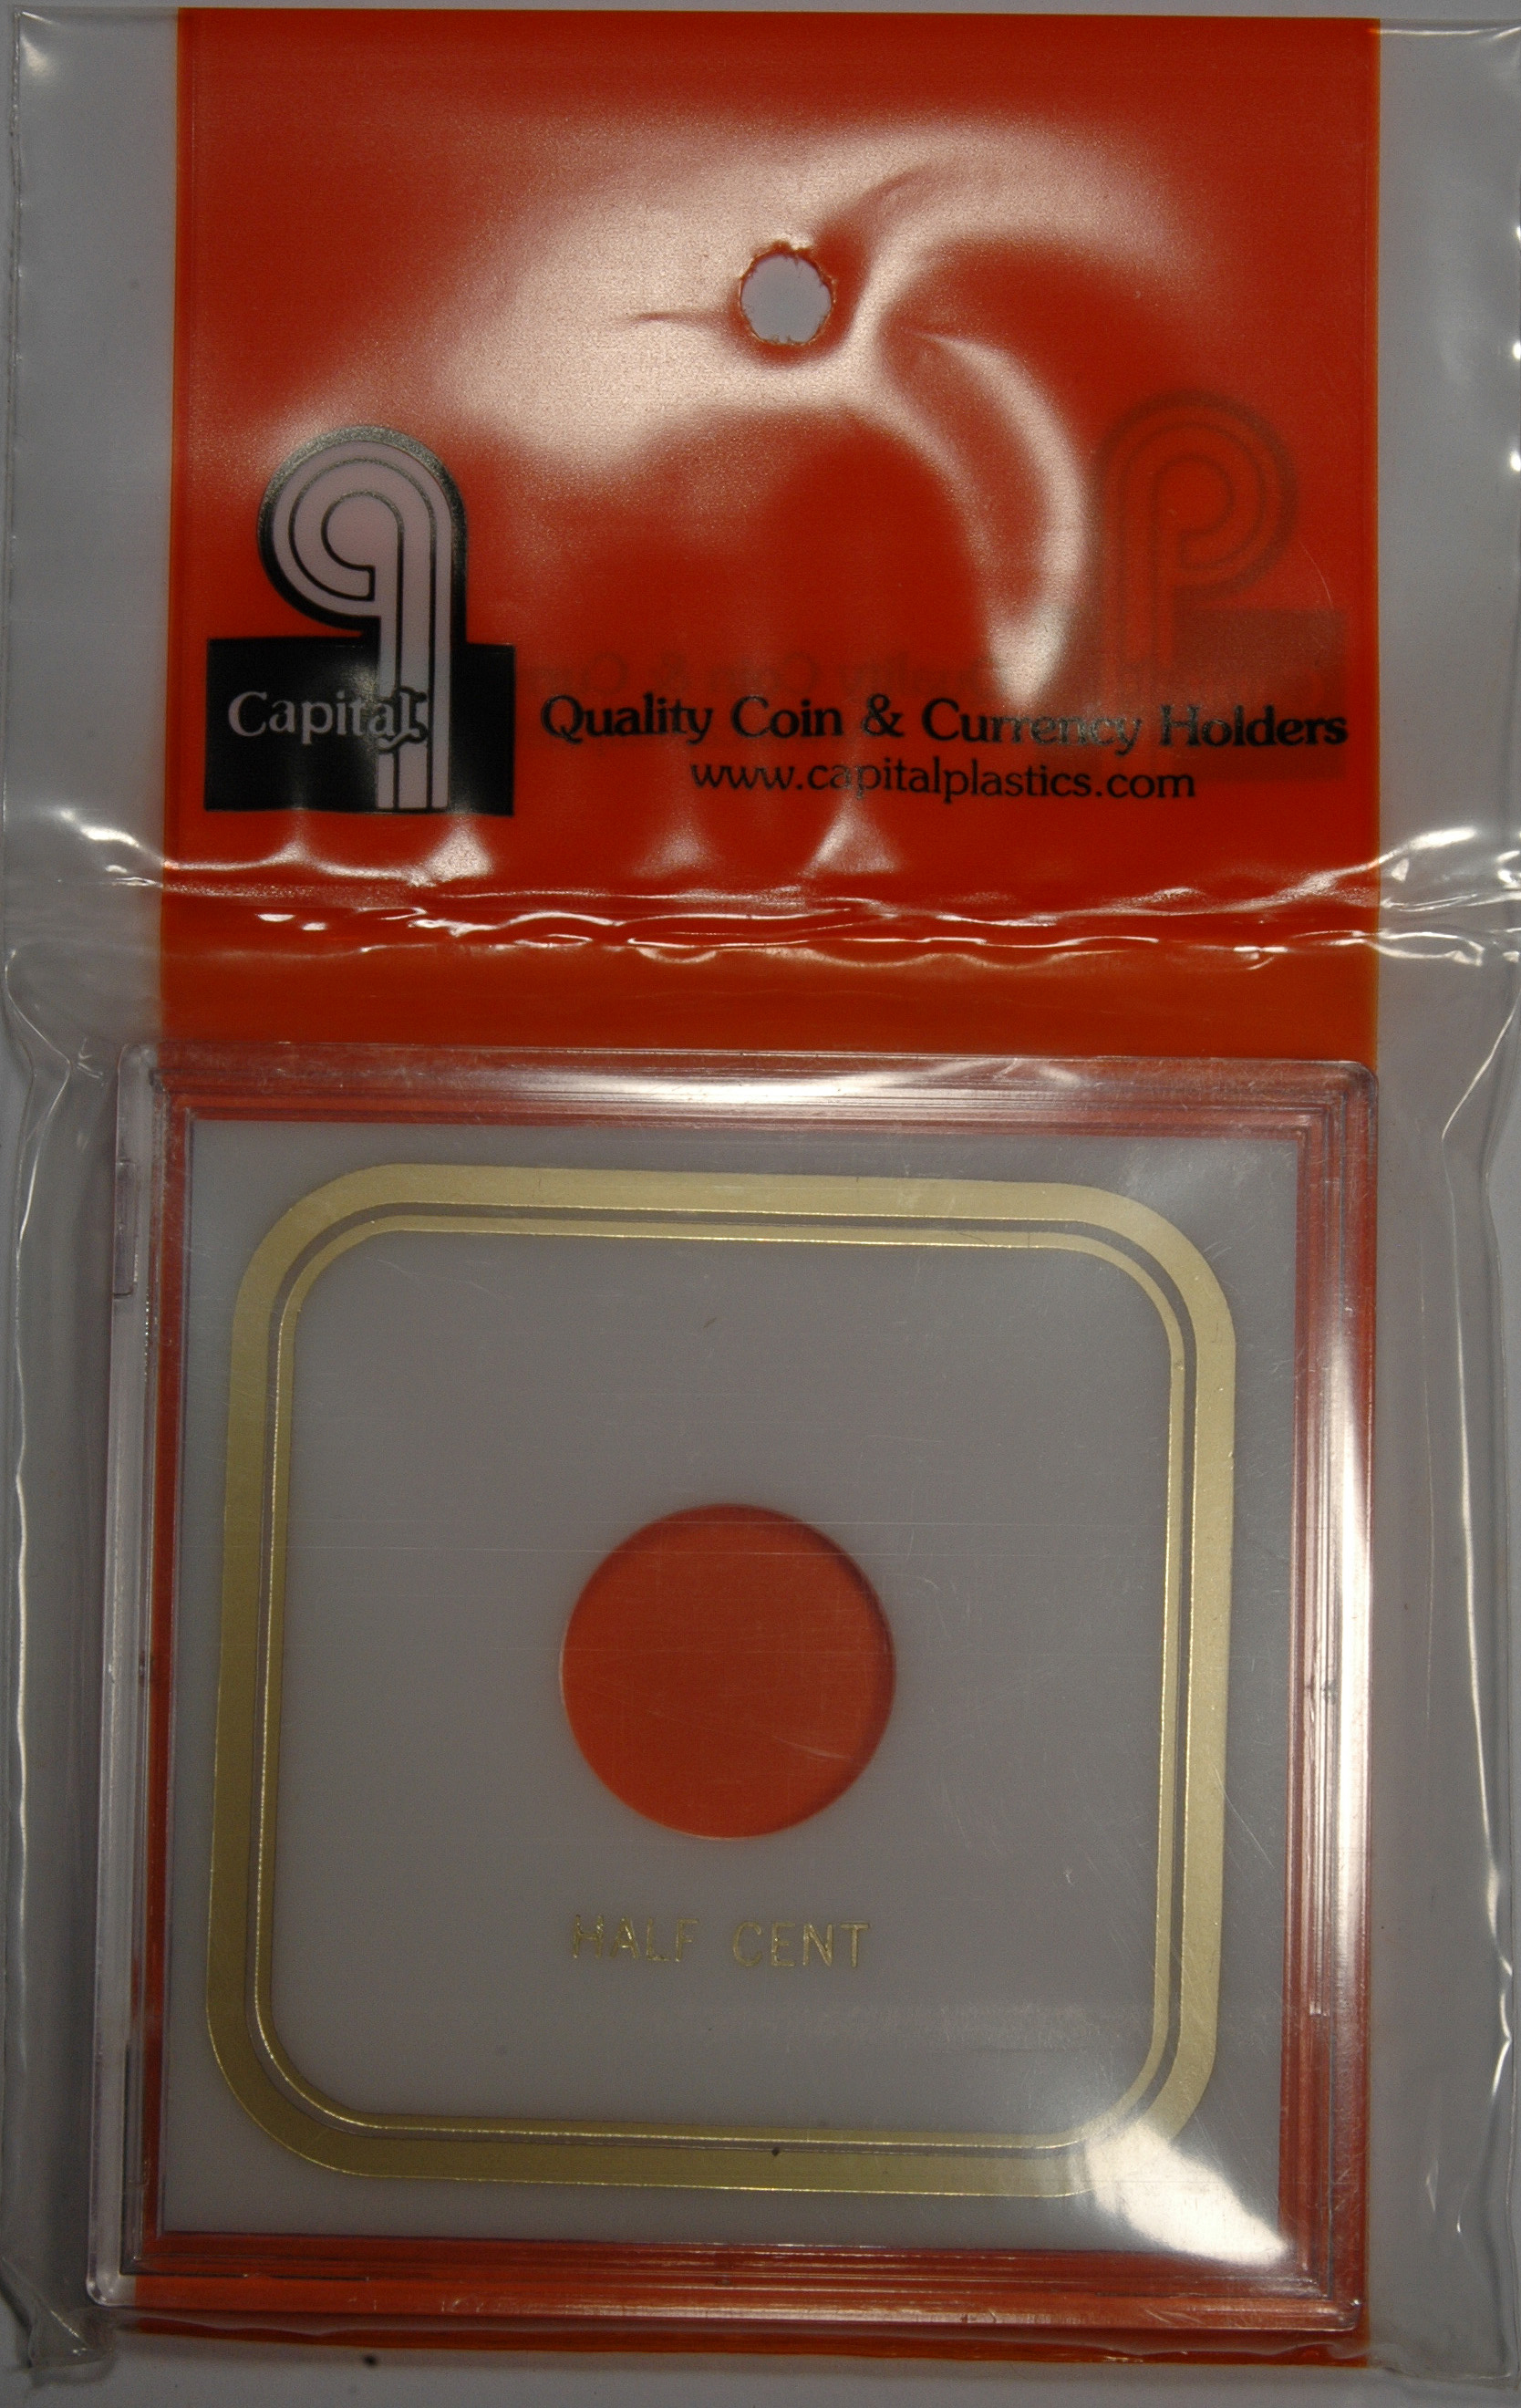 Capital
Quality Coin & Currency Holders
www.capitalplastics.com
HALF CENT